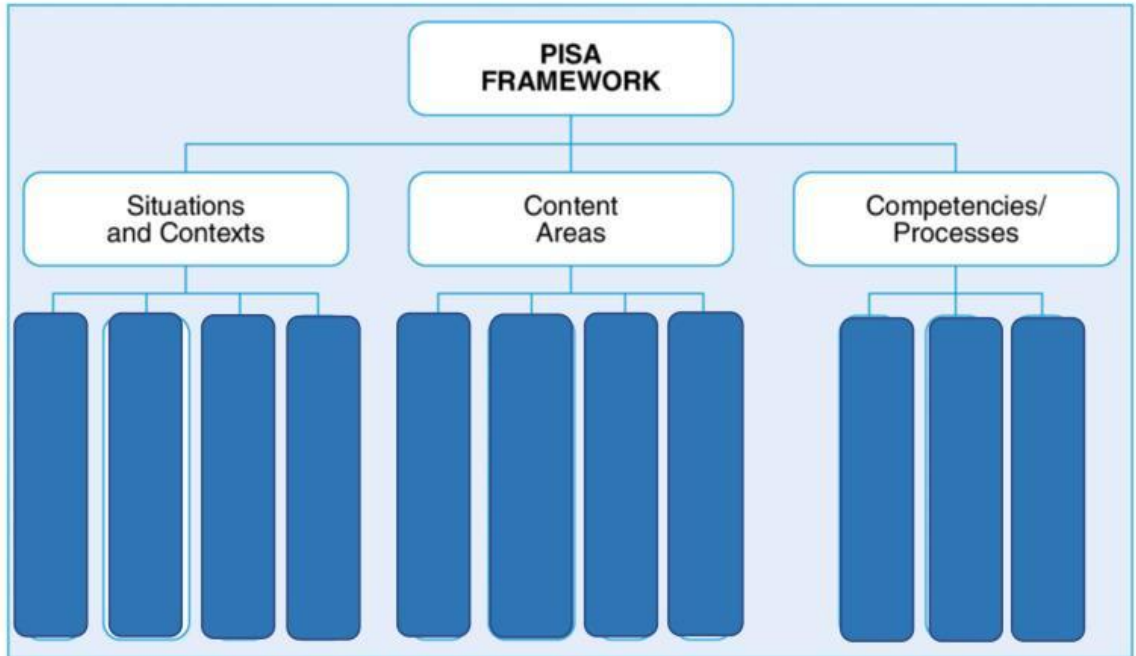 PISA
FRAMEWORK
Situations
and Contexts
Content
Areas
Competencies/
Processes